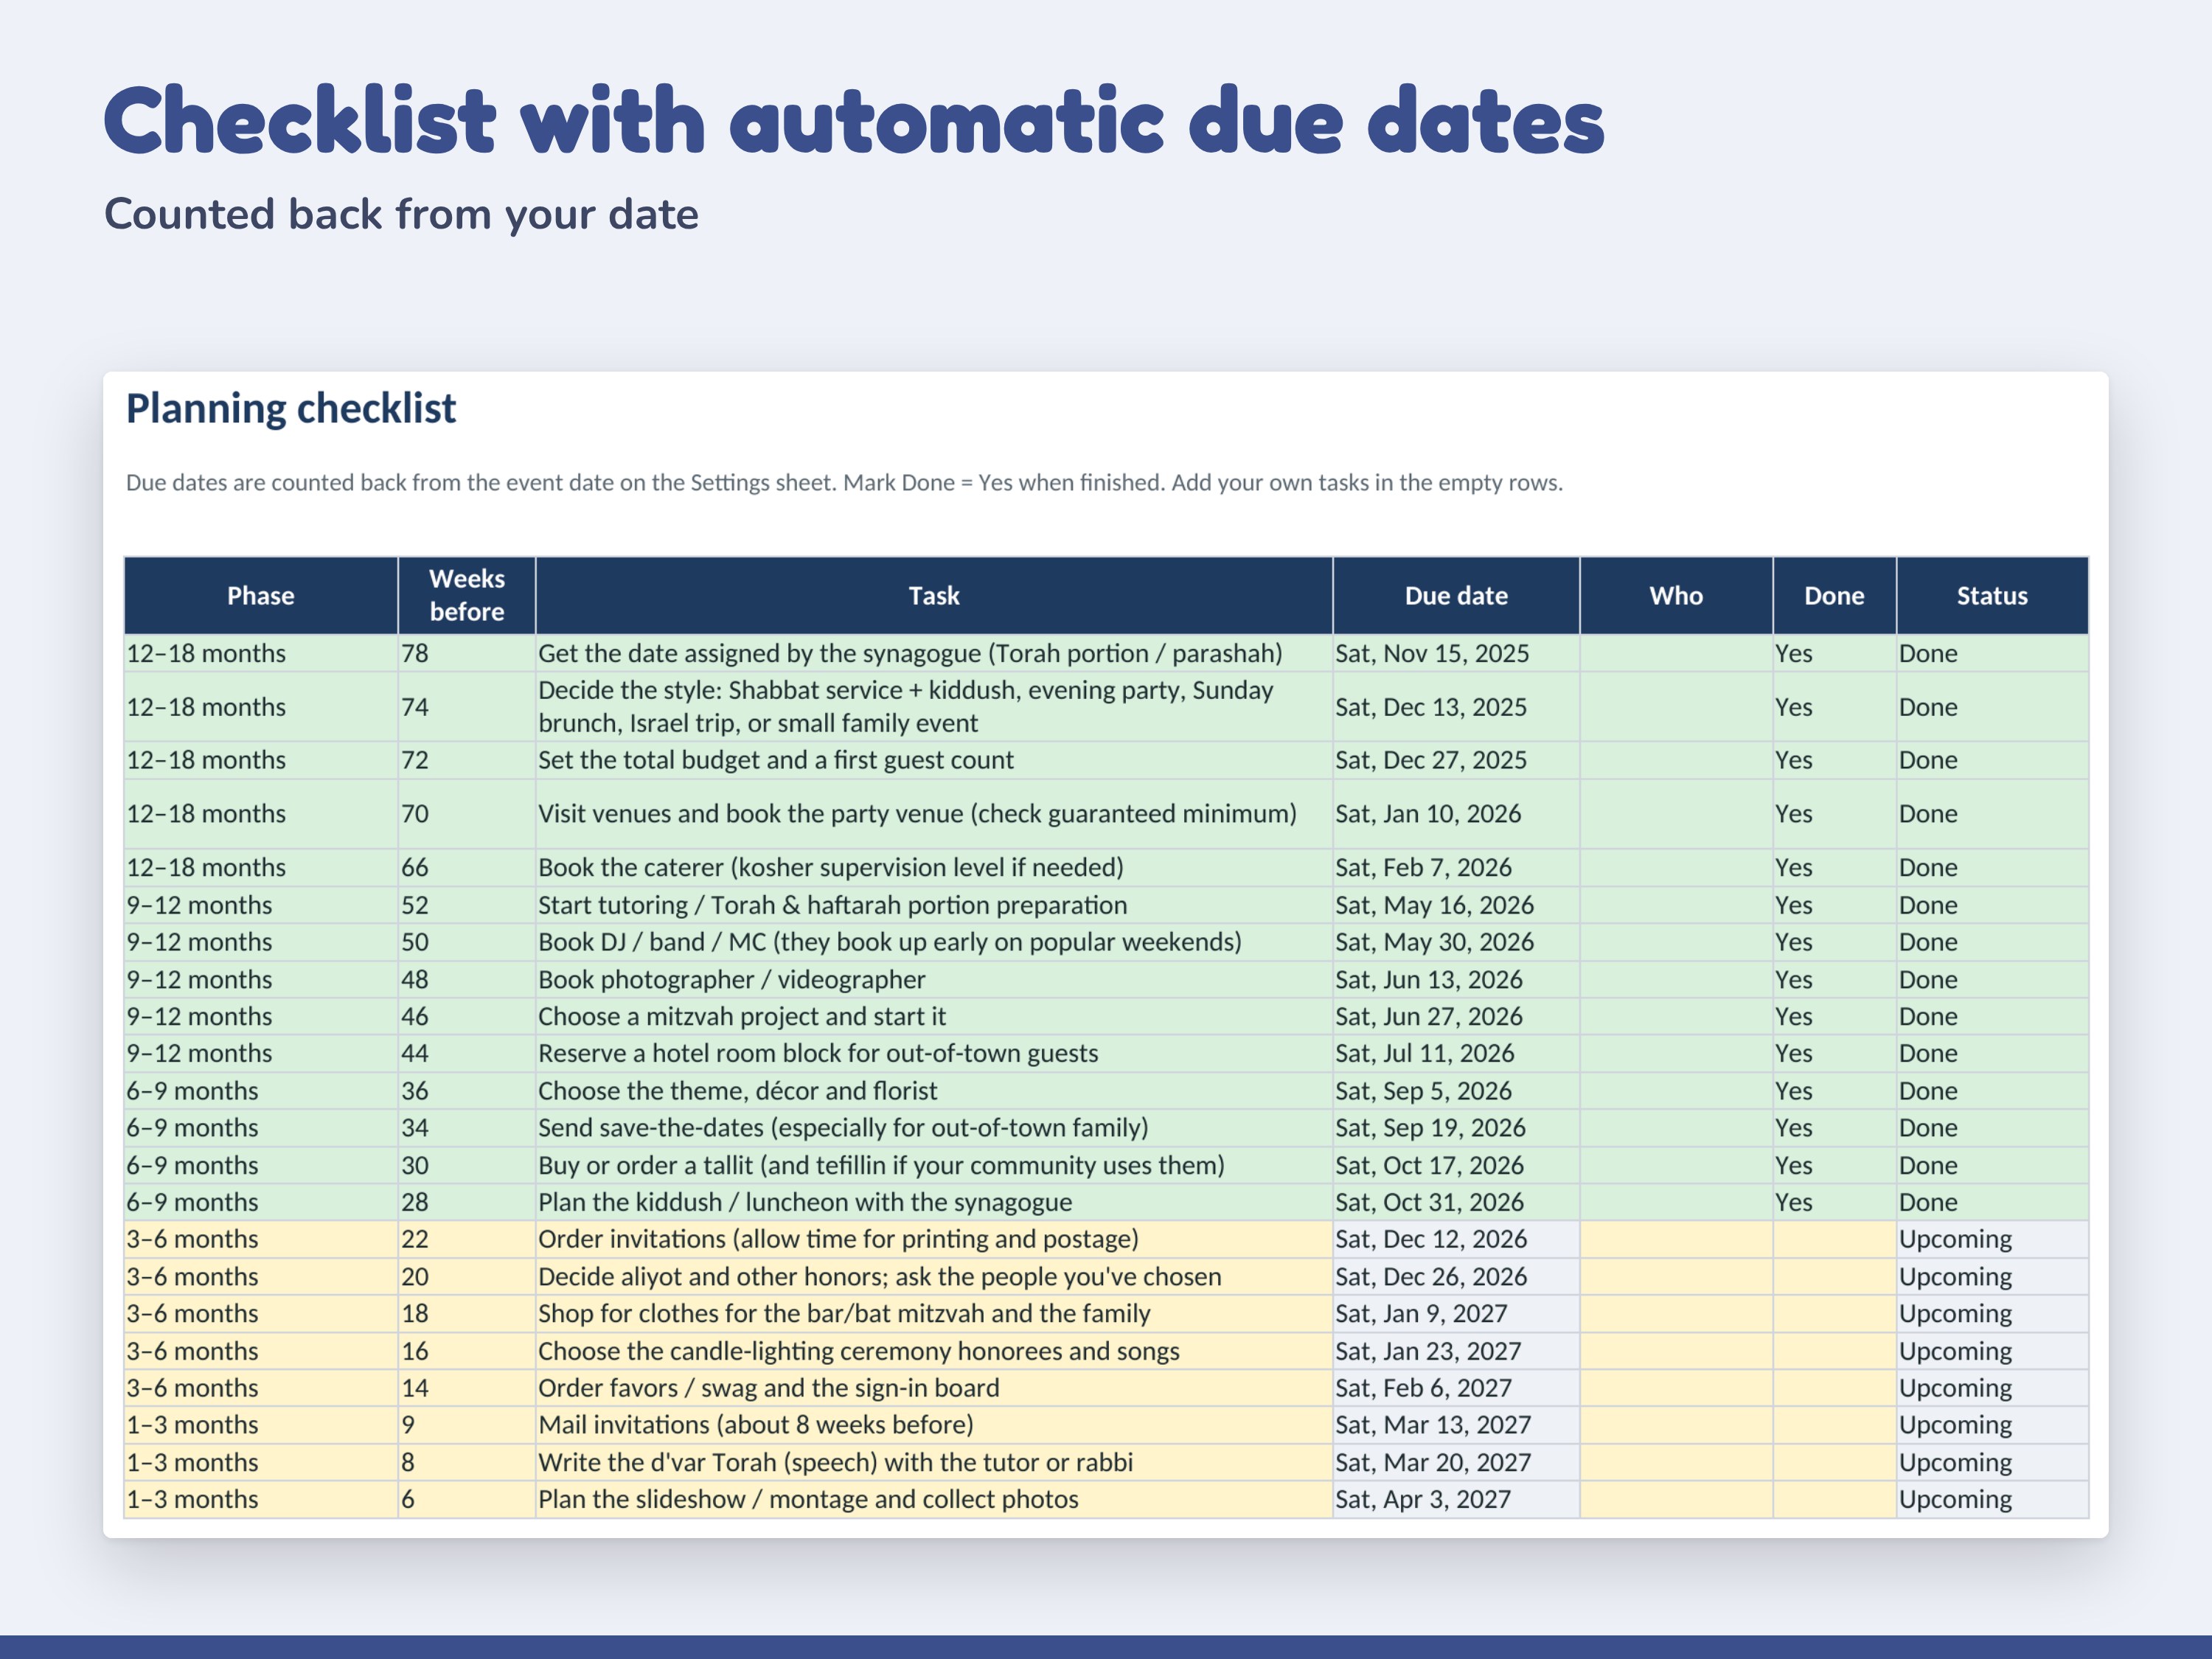 Checklist with automatic due dates
Counted back from your date
Planning checklist
Due dates are counted back from the event date on the Settings sheet. Mark Done = Yes when finished. Add your own tasks in the empty rows.
Phase Weeks before Task Due date Who Done Status
12–18 months 78 Get the date assigned by the synagogue (Torah portion / parashah) Sat, Nov 15, 2025 Yes Done
12–18 months 74 Decide the style: Shabbat service + kiddush, evening party, Sunday brunch, Israel trip, or small family event Sat, Dec 13, 2025 Yes Done
12–18 months 72 Set the total budget and a first guest count Sat, Dec 27, 2025 Yes Done
12–18 months 70 Visit venues and book the party venue (check guaranteed minimum) Sat, Jan 10, 2026 Yes Done
12–18 months 66 Book the caterer (kosher supervision level if needed) Sat, Feb 7, 2026 Yes Done
9–12 months 52 Start tutoring / Torah & haftarah portion preparation Sat, May 16, 2026 Yes Done
9–12 months 50 Book DJ / band / MC (they book up early on popular weekends) Sat, May 30, 2026 Yes Done
9–12 months 48 Book photographer / videographer Sat, Jun 13, 2026 Yes Done
9–12 months 46 Choose a mitzvah project and start it Sat, Jun 27, 2026 Yes Done
9–12 months 44 Reserve a hotel room block for out-of-town guests Sat, Jul 11, 2026 Yes Done
6–9 months 36 Choose the theme, décor and florist Sat, Sep 5, 2026 Yes Done
6–9 months 34 Send save-the-dates (especially for out-of-town family) Sat, Sep 19, 2026 Yes Done
6–9 months 30 Buy or order a tallit (and tefillin if your community uses them) Sat, Oct 17, 2026 Yes Done
6–9 months 28 Plan the kiddush / luncheon with the synagogue Sat, Oct 31, 2026 Yes Done
3–6 months 22 Order invitations (allow time for printing and postage) Sat, Dec 12, 2026 Upcoming
3–6 months 20 Decide aliyot and other honors; ask the people you've chosen Sat, Dec 26, 2026 Upcoming
3–6 months 18 Shop for clothes for the bar/bat mitzvah and the family Sat, Jan 9, 2027 Upcoming
3–6 months 16 Choose the candle-lighting ceremony honorees and songs Sat, Jan 23, 2027 Upcoming
3–6 months 14 Order favors / swag and the sign-in board Sat, Feb 6, 2027 Upcoming
1–3 months 9 Mail invitations (about 8 weeks before) Sat, Mar 13, 2027 Upcoming
1–3 months 8 Write the d'var Torah (speech) with the tutor or rabbi Sat, Mar 20, 2027 Upcoming
1–3 months 6 Plan the slideshow / montage and collect photos Sat, Apr 3, 2027 Upcoming